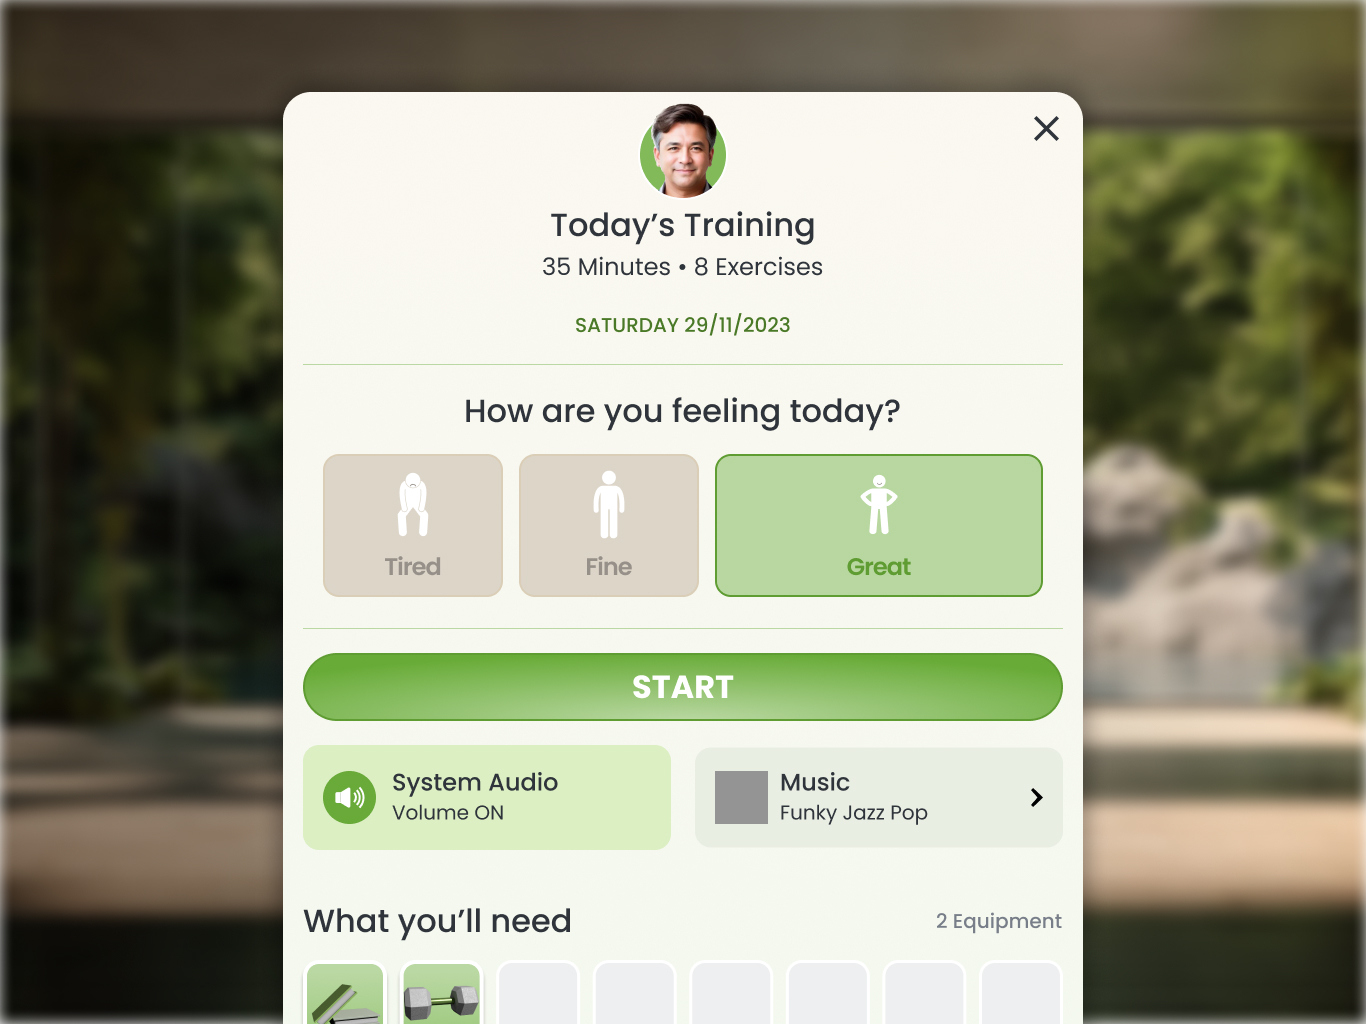 Today’s Training
35 Minutes • 8 Exercises
SATURDAY 29/11/2023
How are you feeling today?
Tired
Fine
Great
START
System Audio
Volume ON
Music
Funky Jazz Pop
What you’ll need
2 Equipment